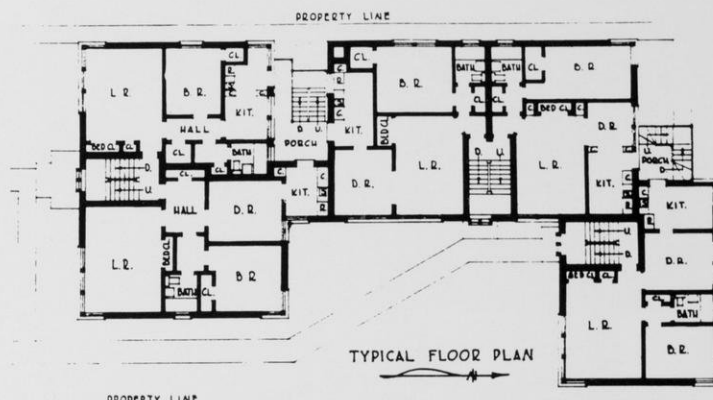 PROPERTY LINE
CL.
L.R.
B.R.
R.
KIT.
HALL
BED CL.
CL.
CL.
BATH
D. U.
PORCH
C.
R.
C.
KIT.
CL.
B.R.
BATH
CL.
BED CL
D.R.
L.R.
D. U.
BATH
CL.
CL.
B.R.
C.
BED CL.
C.
L.R.
D.R.
KIT.
C.
R.
U.
PORCH
D.
D.
U.
C.
HALL
D.R.
C.
KIT.
R.
L.R.
BED CL
BATH
CL.
B.R.
C.
R.
KIT.
U.
D.
D.R.
BED CL.
CL.
L.R.
CL.
BATH
B.R.
TYPICAL FLOOR PLAN
N
PROPERTY LINE